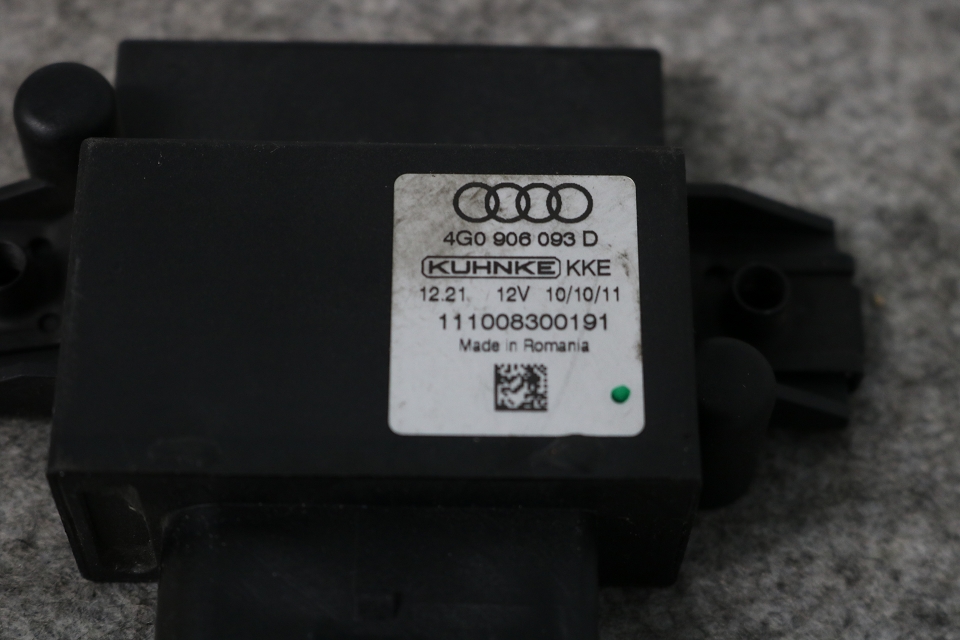 4G0 906 093 D
KUHNKE KKE
12.21 12V 10/10/11
111008300191
Made in Romania